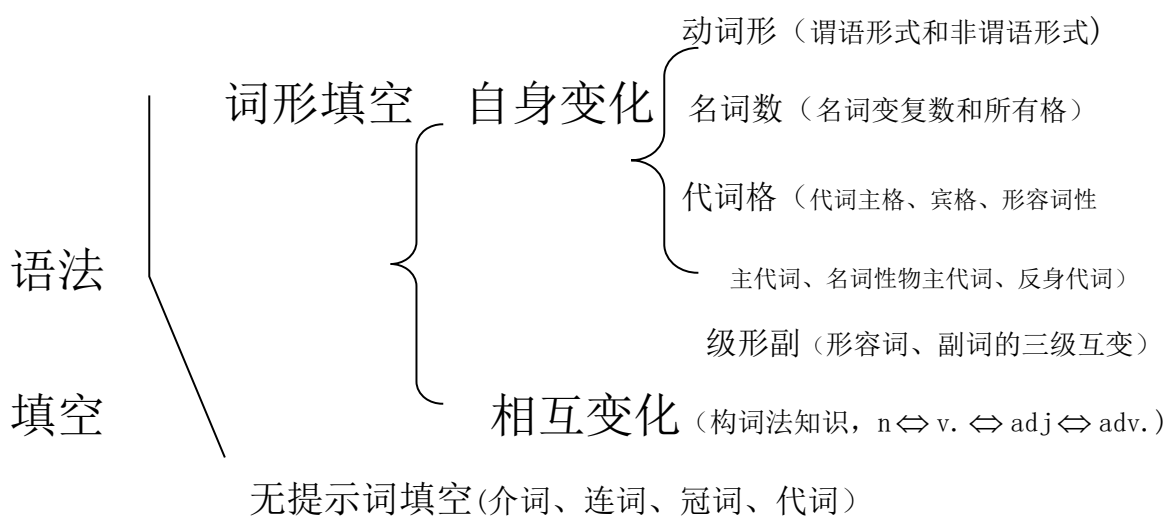 动词形（谓语形式和非谓语形式)
词形填空 自身变化 名词数（名词变复数和所有格）
代词格（代词主格、宾格、形容词性
语法 主代词、名词性物主代词、反身代词）
级形副（形容词、副词的三级互变）
填空 相互变化（构词法知识, n⇔v.⇔adj⇔adv.)
无提示词填空(介词、连词、冠词、代词）